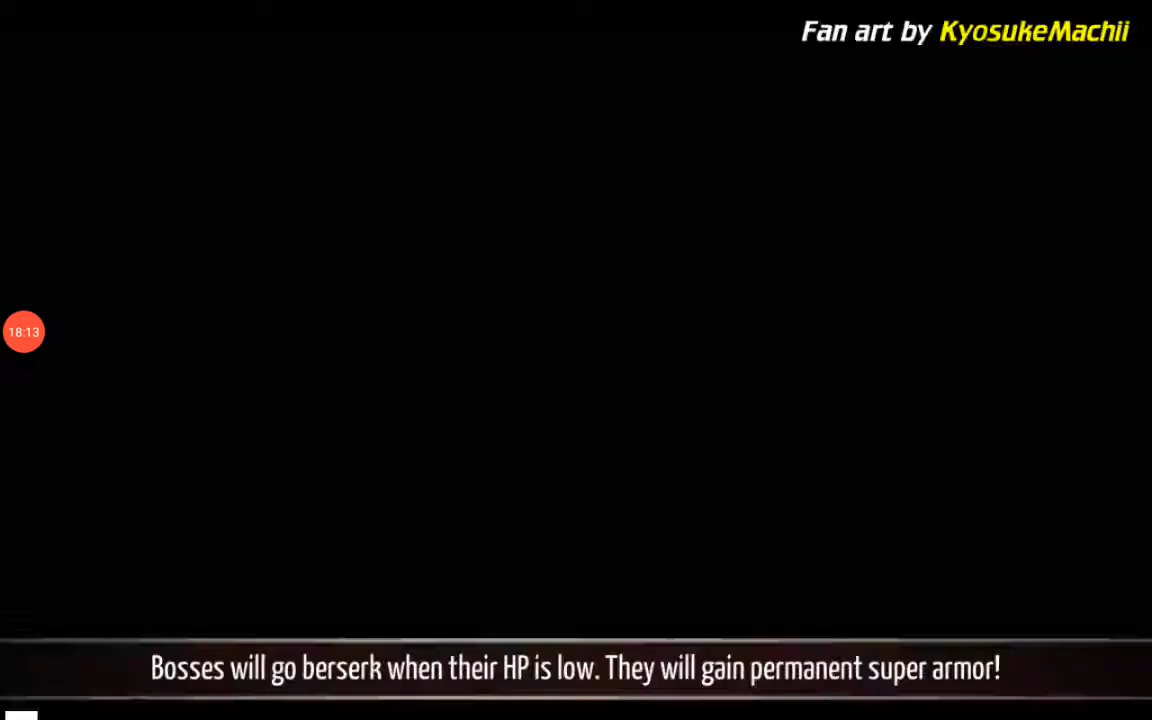 Fan art by KyosukeMachii
18:13
Bosses will go berserk when their HP is low. They will gain permanent super armor!